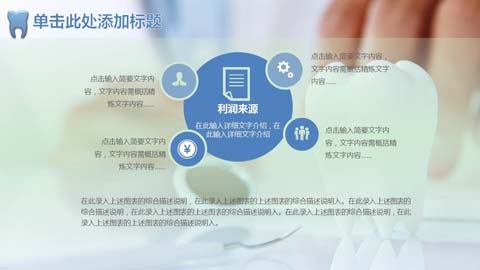 单击此处添加标题
点击输入简要文字内
容，文字内容需概括精
炼文字内容......
点击输入简要文字内容，
文字内容需概括精炼文字
内容......
利润来源
在此输入详细文字介绍，在
此输入详细文字介绍
点击输入简要文字内
容，文字内容需概括精
炼文字内容......
点击输入简要文字内
容，文字内容需概括精
炼文字内容......
在此录入上述图表的综合描述说明，在此录入上述图表的综合描述说明入。在此录入上述图表的
综合描述说明，在此录入上述图表的上述图表的综合描述说明入。在此录入上述图表的综合描述说明，在此
录入上述图表的综合描述说明入。